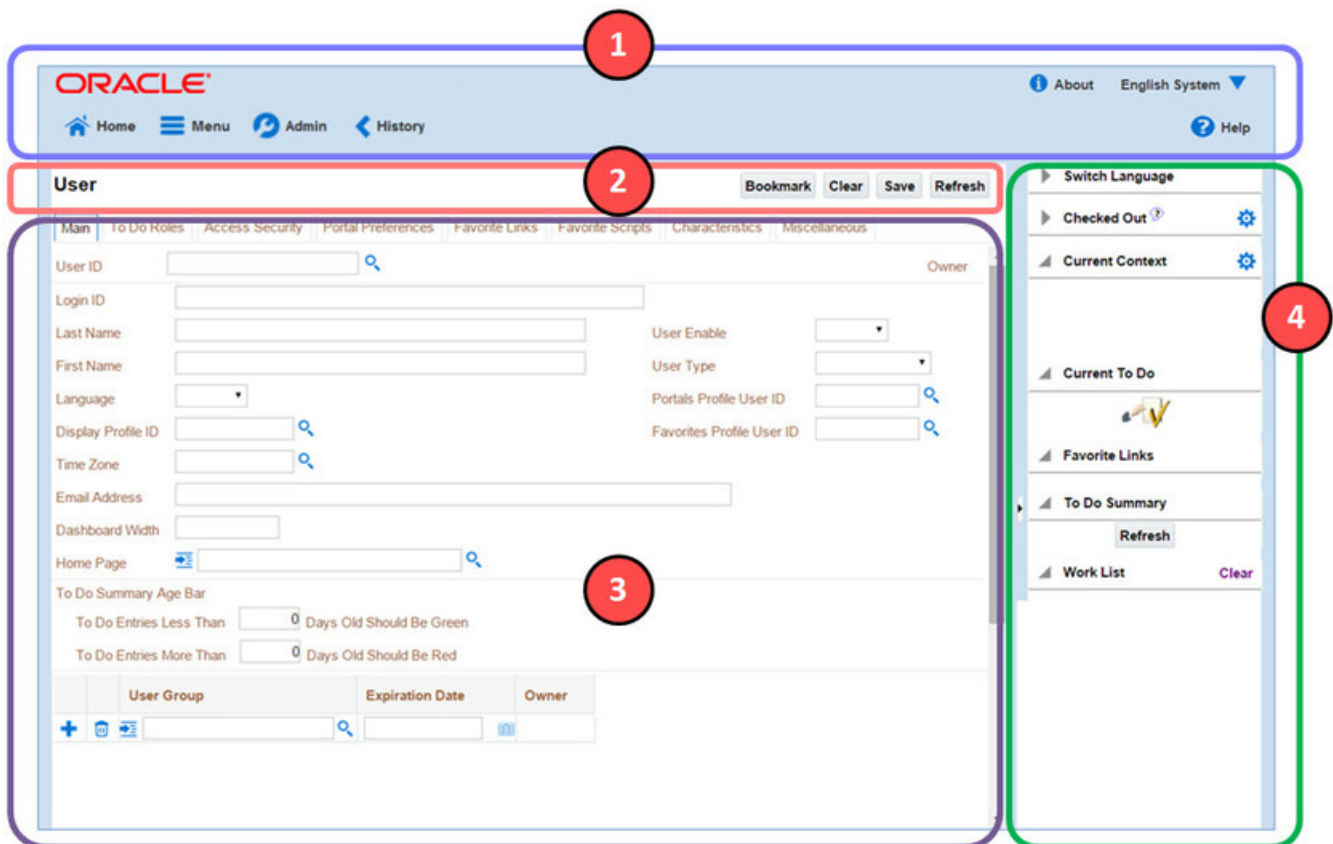 1
ORACLE
About English System
Home Menu Admin History
Help
2
User
Bookmark Clear Save Refresh
Main To Do Roles Access Security Portal Preferences Favorite Links Favorite Scripts Characteristics Miscellaneous
User ID
Owner
Login ID
Last Name
User Enable
First Name
User Type
Language
Portals Profile User ID
Display Profile ID
Favorites Profile User ID
Time Zone
Email Address
Dashboard Width
Home Page
3
To Do Summary Age Bar
To Do Entries Less Than 0 Days Old Should Be Green
To Do Entries More Than 0 Days Old Should Be Red
User Group Expiration Date Owner
Switch Language
Checked Out ?
Current Context
4
Current To Do
Favorite Links
To Do Summary
Refresh
Work List Clear